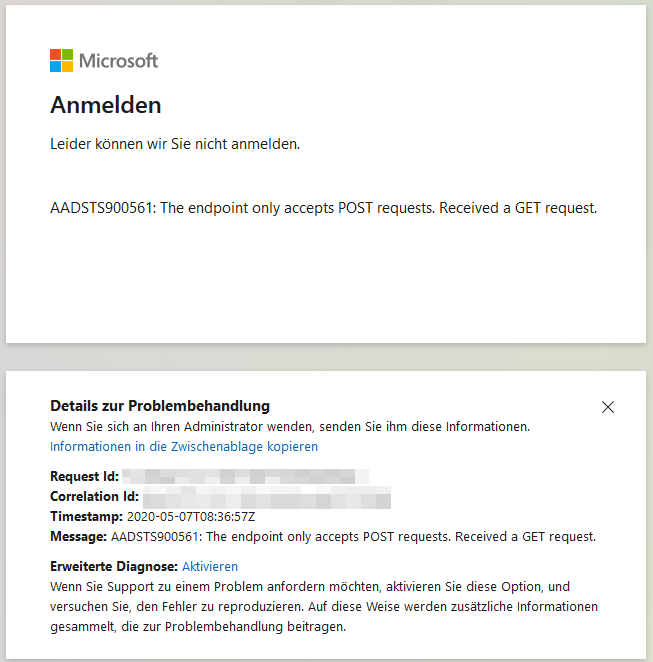 Microsoft
Anmelden
Leider können wir Sie nicht anmelden.
AADSTS900561: The endpoint only accepts POST requests. Received a GET request.
Details zur Problembehandlung
Wenn Sie sich an Ihren Administrator wenden, senden Sie ihm diese Informationen.
Informationen in die Zwischenablage kopieren
Request Id:
Correlation Id:
Timestamp: 2020-05-07T08:36:57Z
Message: AADSTS900561: The endpoint only accepts POST requests. Received a GET request.
Erweiterte Diagnose: Aktivieren
Wenn Sie Support zu einem Problem anfordern möchten, aktivieren Sie diese Option, und
versuchen Sie, den Fehler zu reproduzieren. Auf diese Weise werden zusätzliche Informationen
gesammelt, die zur Problembehandlung beitragen.